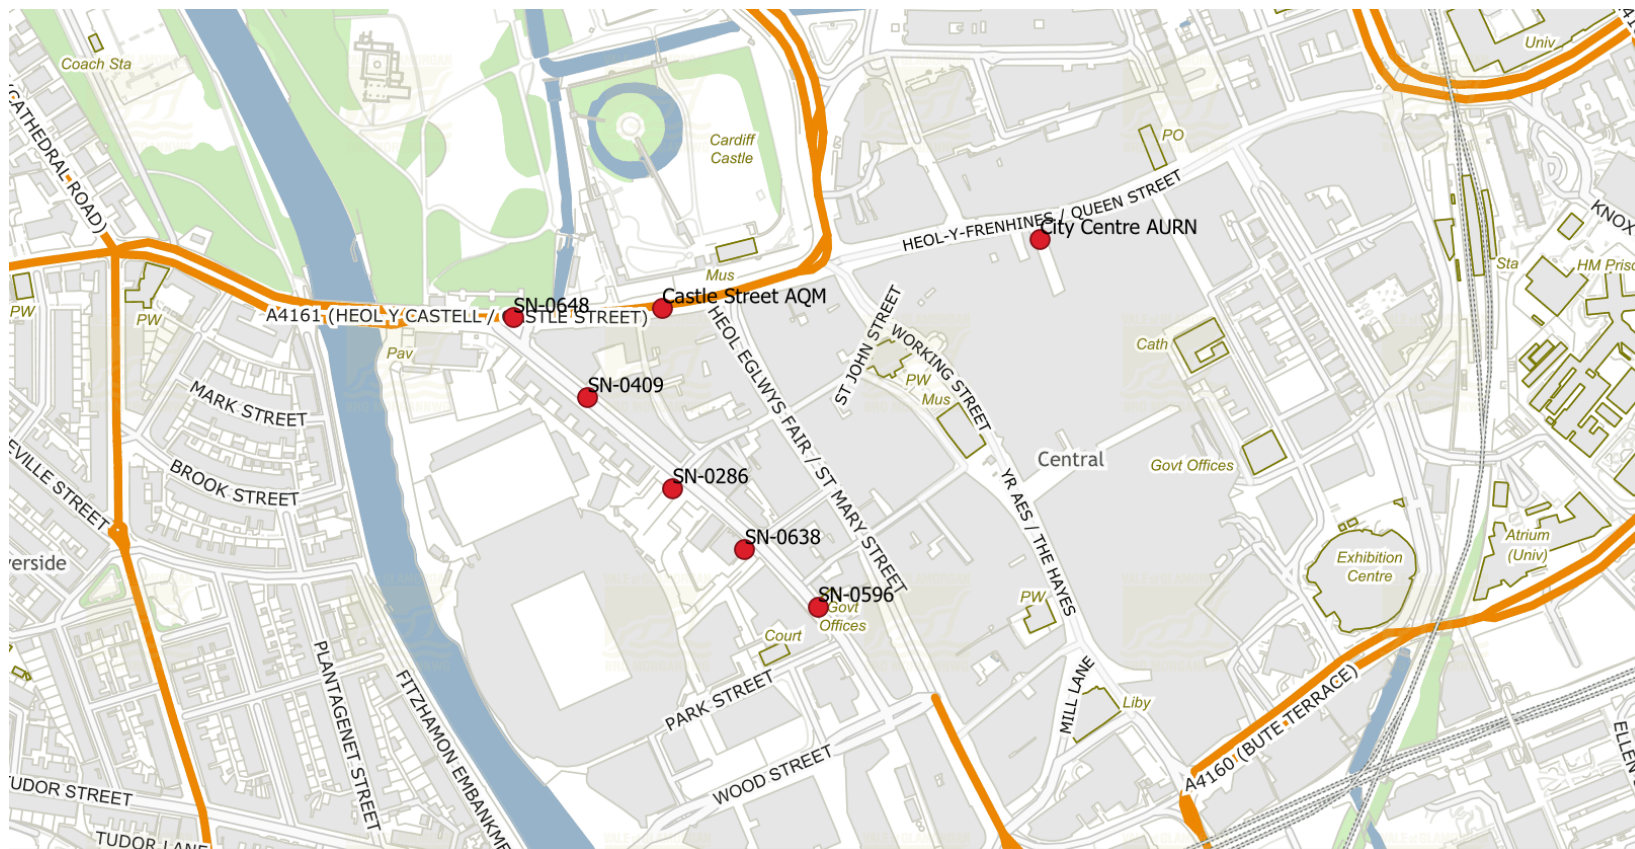 Coach Sta
CATHEDRAL ROAD)
Cardiff
Castle
Univ
PO
KNOX
HEOL-Y-FRENHINES / QUEEN STREET
City Centre AURN
Mus
Sta
HM Priso
PW
PW
SN-0648
Castle Street AQM
A4161 (HEOL Y CASTELL / CASTLE STREET)
Pav
HEOL EGLWYS FAIR / ST MARY STREET
ST JOHN STREET
WORKING STREET
Cath
PW
Mus
SN-0409
MARK STREET
EVILLE STREET
BROOK STREET
SN-0286
Central
Govt Offices
YR AES / THE HAYES
SN-0638
Atrium
(Univ)
Exhibition
Centre
verside
SN-0596
Govt
Offices
PW
Court
PLANTAGENET STREET
FITZHAMON EMBANKME
PARK STREET
MILL LANE
Liby
A4160 (BUTE TERRACE)
ELLEN
WOOD STREET
TUDOR STREET
TUDOR LANE